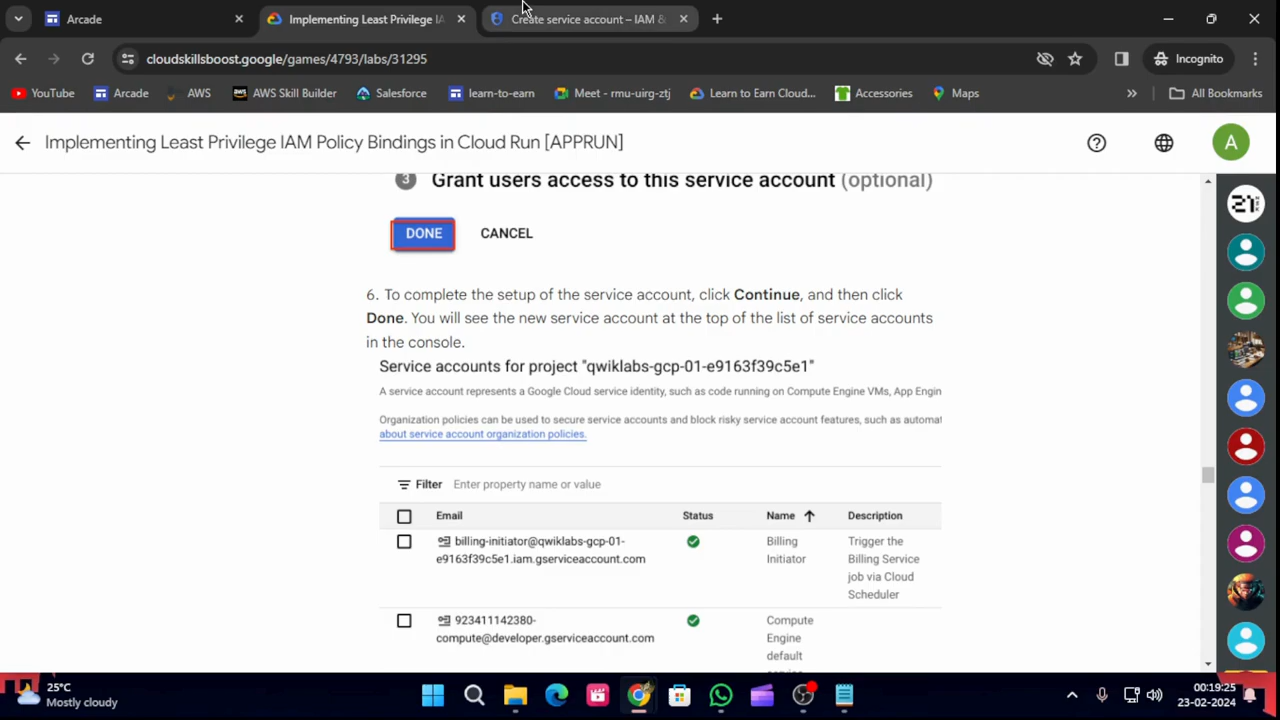 Arcade
Implementing Least Privilege IA
Create service account – IAM &
cloudskillsboost.google/games/4793/labs/31295
Incognito
YouTube
Arcade
AWS
AWS Skill Builder
Salesforce
learn-to-earn
Meet - rmu-uirg-ztj
Learn to Earn Cloud...
Accessories
Maps
All Bookmarks
Implementing Least Privilege IAM Policy Bindings in Cloud Run [APPRUN]
A
3 Grant users access to this service account (optional)
DONE CANCEL
6. To complete the setup of the service account, click Continue, and then click
Done. You will see the new service account at the top of the list of service accounts
in the console.
Service accounts for project "qwiklabs-gcp-01-e9163f39c5e1"
A service account represents a Google Cloud service identity, such as code running on Compute Engine VMs, App Engin
Organization policies can be used to secure service accounts and block risky service account features, such as automat
about service account organization policies.
Filter Enter property name or value
Email Status Name Description
billing-initiator@qwiklabs-gcp-01-
e9163f39c5e1.iam.gserviceaccount.com
Billing
Initiator
Trigger the
Billing Service
job via Cloud
Scheduler
923411142380-
compute@developer.gserviceaccount.com
Compute
Engine
default
25°C
Mostly cloudy
00:19:25
23-02-2024